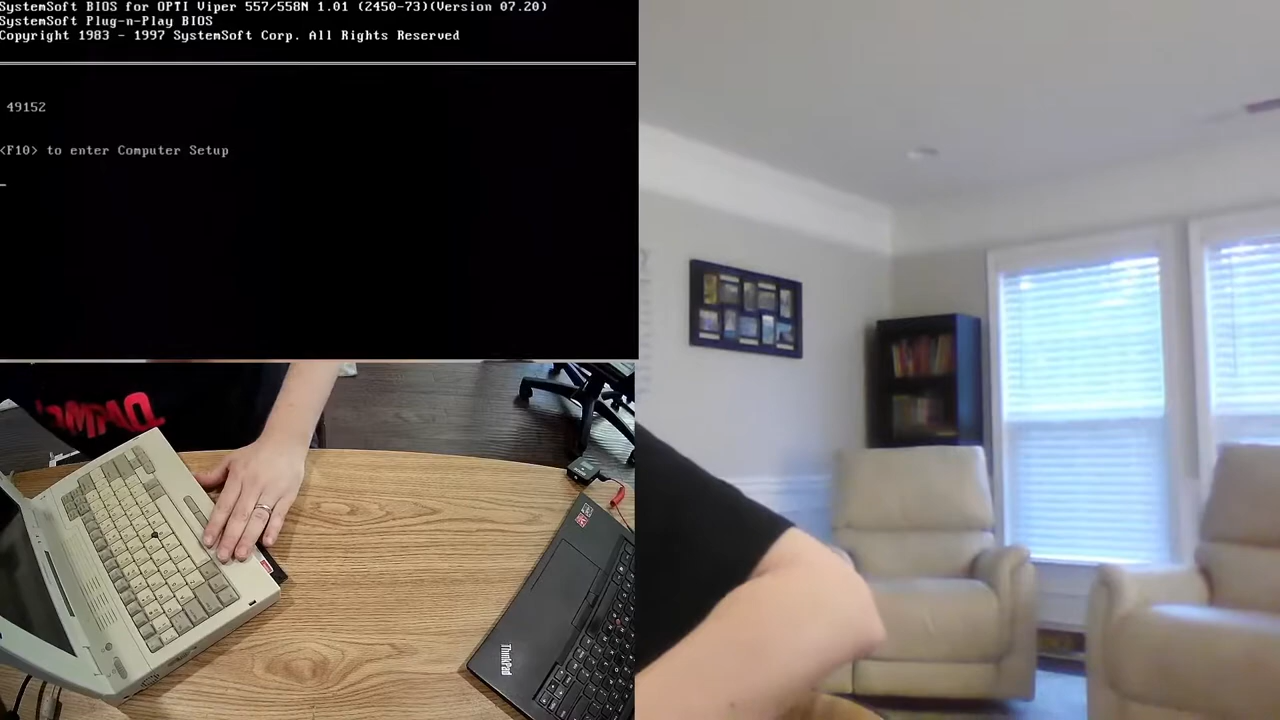 SystemSoft BIOS for OPTI Viper 557/558N 1.01 (2450-73)(Version 07.20)
SystemSoft Plug-n-Play BIOS
Copyright 1983 - 1997 SystemSoft Corp. All Rights Reserved
49152
<F10> to enter Computer Setup
ThinkPad